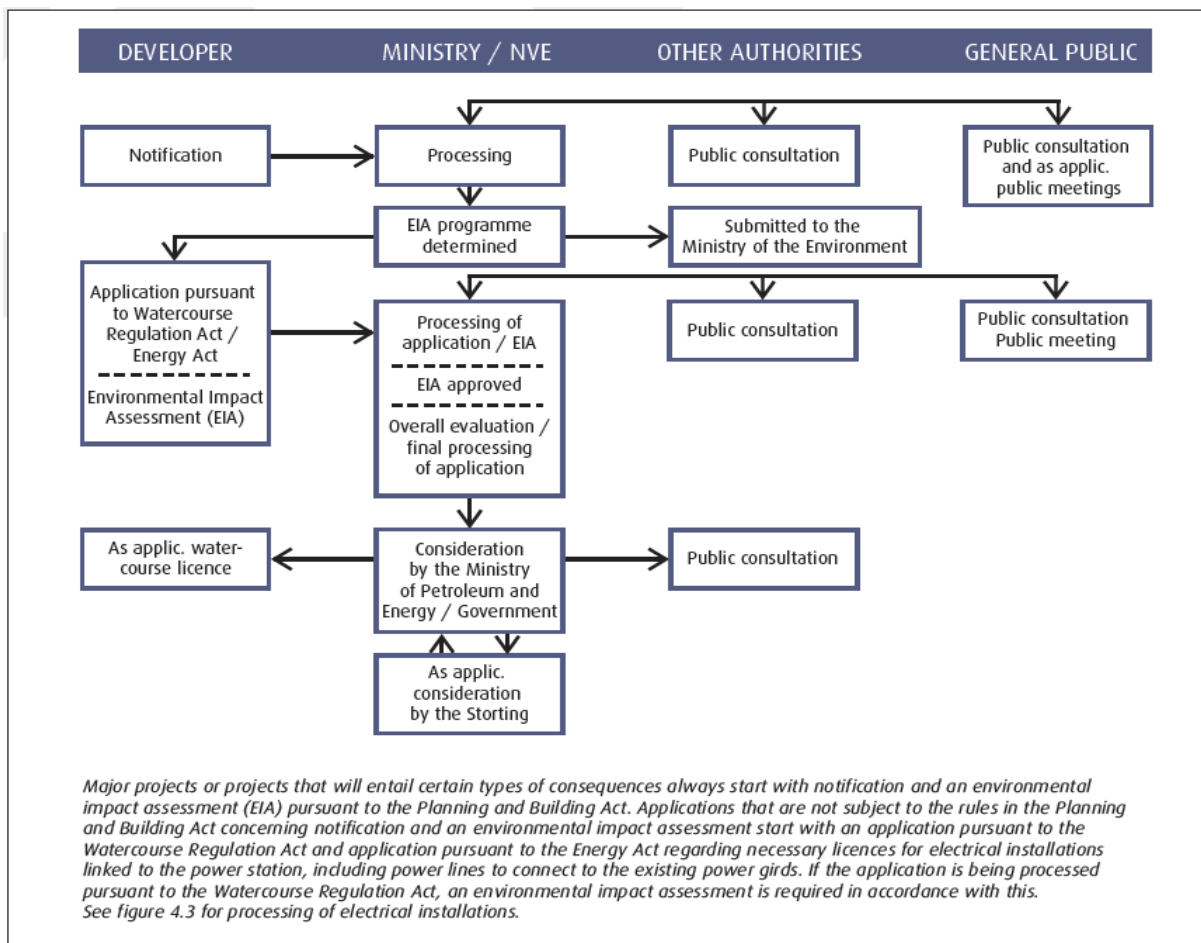 DEVELOPER
MINISTRY / NVE
OTHER AUTHORITIES
GENERAL PUBLIC
Notification
Processing
Public consultation
Public consultation
and as applic.
public meetings
EIA programme
determined
Submitted to the
Ministry of the Environment
Application pursuant
to Watercourse
Regulation Act /
Energy Act
Environmental Impact
Assessment (EIA)
Processing of
application / EIA
EIA approved
Overall evaluation /
final processing
of application
Public consultation
Public consultation
Public meeting
As applic. water-
course licence
Consideration
by the Ministry
of Petroleum and
Energy / Government
Public consultation
As applic.
consideration
by the Storting
Major projects or projects that will entail certain types of consequences always start with notification and an environmental
impact assessment (EIA) pursuant to the Planning and Building Act. Applications that are not subject to the rules in the Planning
and Building Act concerning notification and an environmental impact assessment start with an application pursuant to the
Watercourse Regulation Act and application pursuant to the Energy Act regarding necessary licences for electrical installations
linked to the power station, including power lines to connect to the existing power girds. If the application is being processed
pursuant to the Watercourse Regulation Act, an environmental impact assessment is required in accordance with this.
See figure 4.3 for processing of electrical installations.